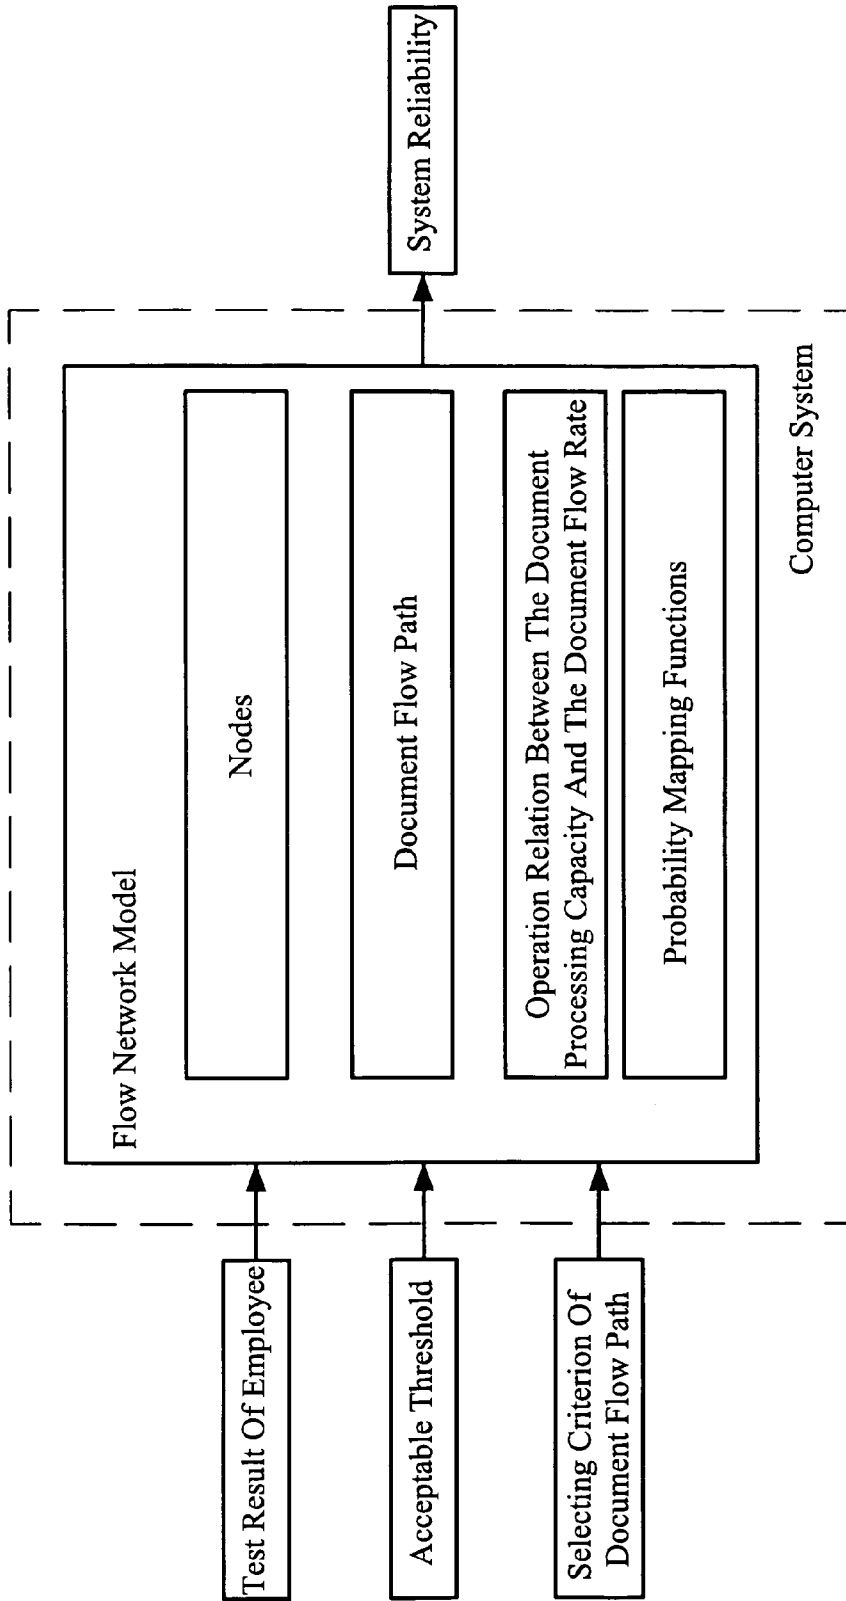 Test Result Of Employee
Acceptable Threshold
Selecting Criterion Of
Document Flow Path
Flow Network Model
Nodes
Document Flow Path
Operation Relation Between The Document
Processing Capacity And The Document Flow Rate
Probability Mapping Functions
Computer System
System Reliability